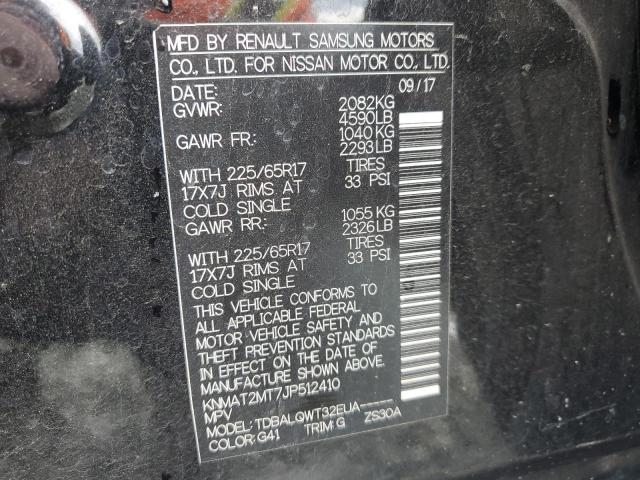 MFD BY RENAULT SAMSUNG MOTORS
CO., LTD. FOR NISSAN MOTOR CO., LTD.
DATE: 09/17
GVWR: 2082KG
4590LB
GAWR FR: 1040 KG
2293LB
WITH 225/65R17 TIRES
17X7J RIMS AT 33 PSI
COLD SINGLE
GAWR RR: 1055 KG
2326LB
WITH 225/65R17 TIRES
17X7J RIMS AT 33 PSI
COLD SINGLE
THIS VEHICLE CONFORMS TO
ALL APPLICABLE FEDERAL
MOTOR VEHICLE SAFETY AND
THEFT PREVENTION STANDARDS
IN EFFECT ON THE DATE OF
MANUFACTURE SHOWN ABOVE.
KNMAT2MT7JP512410
MPV
MODEL: TDBALQWT32EUA-----
COLOR: G41 TRIM: G ZS30A